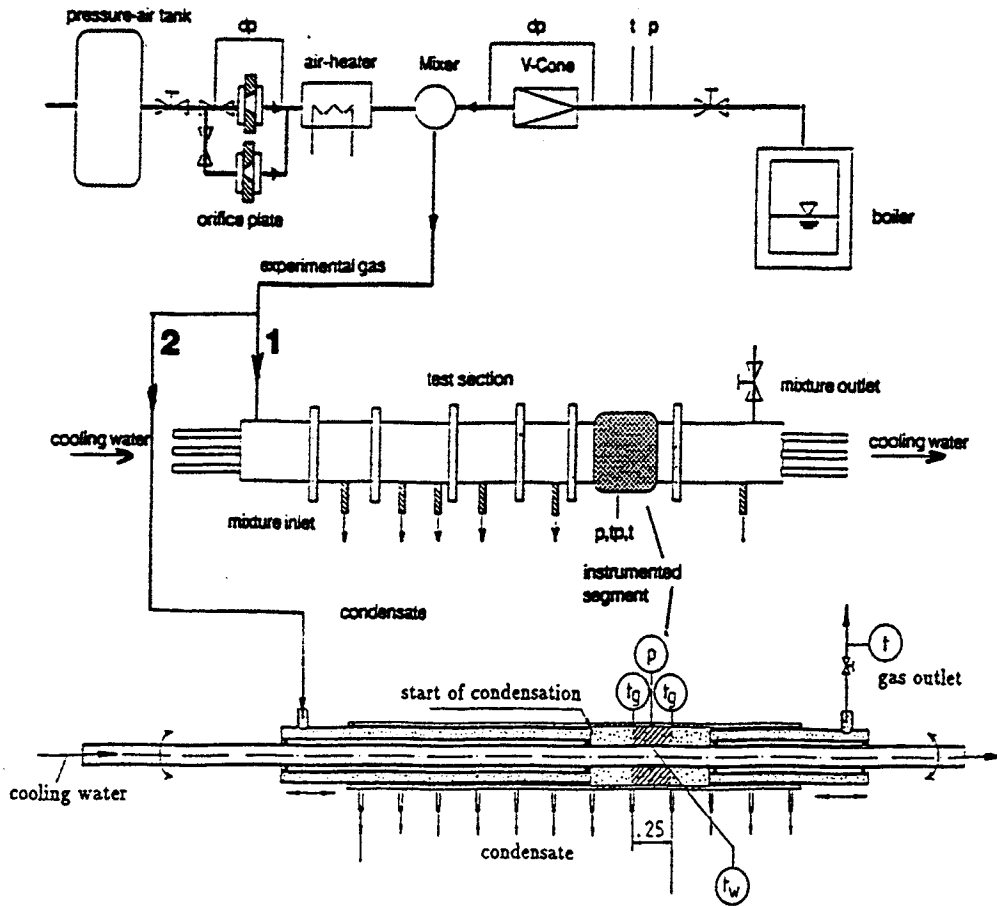 pressure-air tank
dp
air-heater
Mixer
dp
V-Cone
t
p
orifice plate
boiler
experimental gas
2
1
test section
mixture outlet
cooling water
cooling water
mixture inlet
p,tp,t
instrumented
segment
condensate
p
t
start of condensation
tg
tg
gas outlet
cooling water
.25
condensate
tw